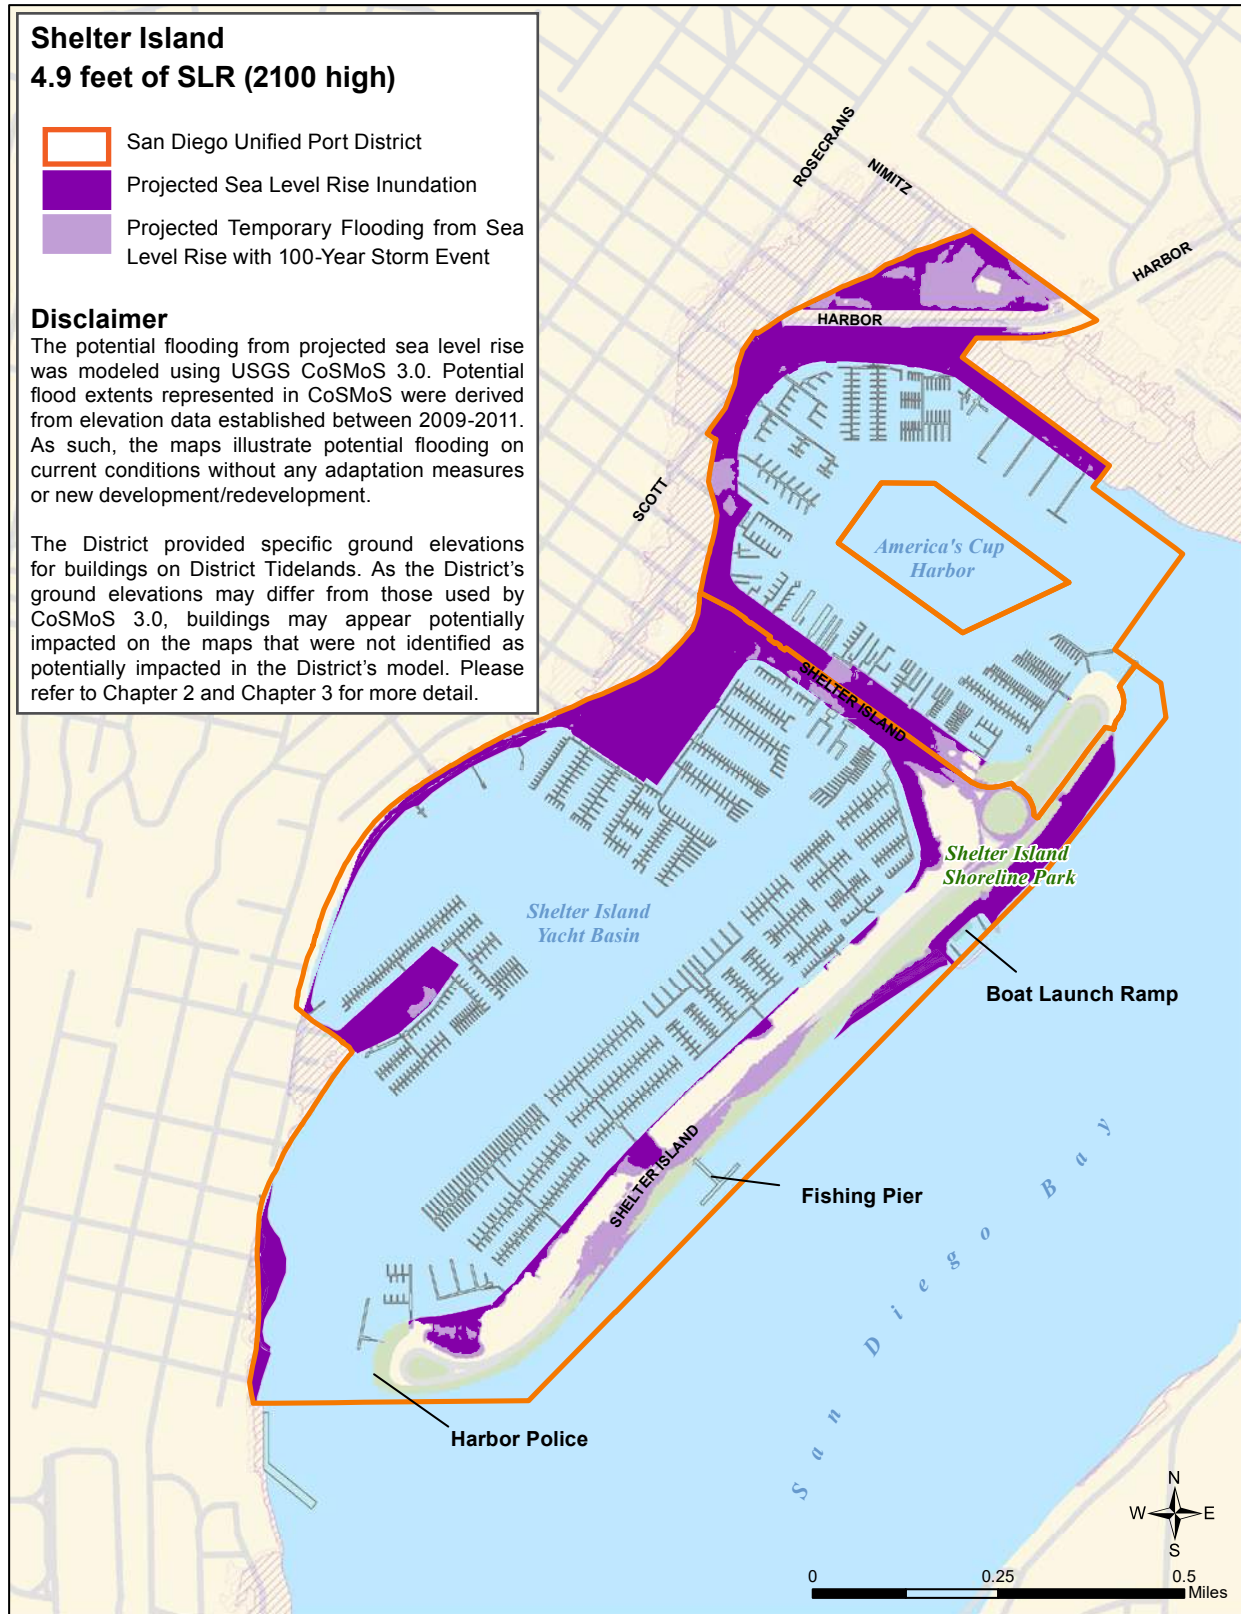 Shelter Island
4.9 feet of SLR (2100 high)
San Diego Unified Port District
Projected Sea Level Rise Inundation
Projected Temporary Flooding from Sea
Level Rise with 100-Year Storm Event
Disclaimer
The potential flooding from projected sea level rise
was modeled using USGS CoSMoS 3.0. Potential
flood extents represented in CoSMoS were derived
from elevation data established between 2009-2011.
As such, the maps illustrate potential flooding on
current conditions without any adaptation measures
or new development/redevelopment.
The District provided specific ground elevations
for buildings on District Tidelands. As the District’s
ground elevations may differ from those used by
CoSMoS 3.0, buildings may appear potentially
impacted on the maps that were not identified as
potentially impacted in the District’s model. Please
refer to Chapter 2 and Chapter 3 for more detail.
ROSECRANS
NIMITZ
HARBOR
HARBOR
SCOTT
America's Cup
Harbor
SHELTER ISLAND
Shelter Island
Shoreline Park
Shelter Island
Yacht Basin
Boat Launch Ramp
SHELTER ISLAND
Fishing Pier
San Diego Bay
Harbor Police
N
W E
S
0 0.25 0.5
Miles